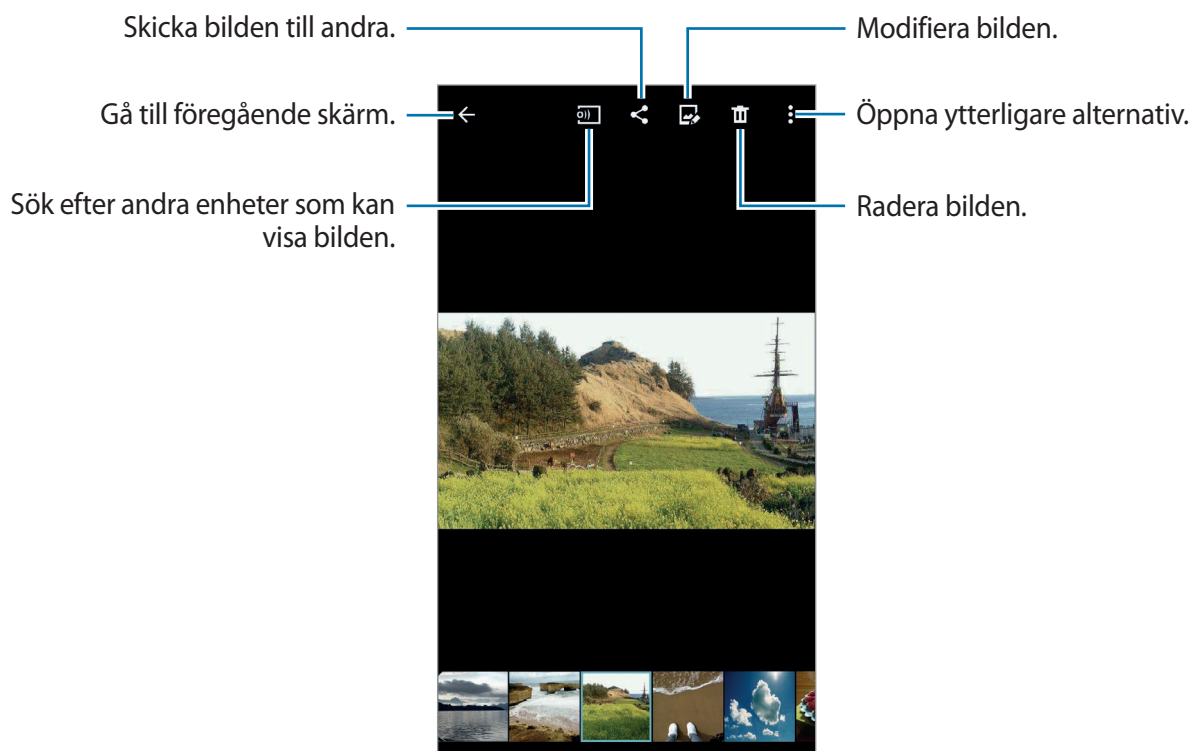 Skicka bilden till andra.
Modifiera bilden.
Gå till föregående skärm.
Öppna ytterligare alternativ.
Sök efter andra enheter som kan
visa bilden.
Radera bilden.